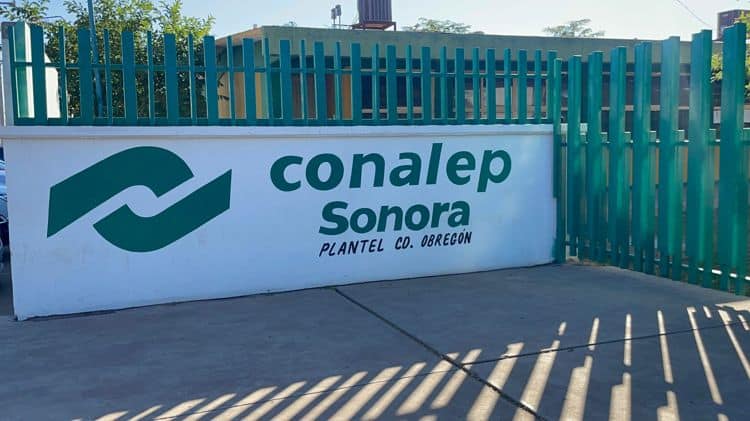 conalep
Sonora
PLANTEL CD. OBREGÓN